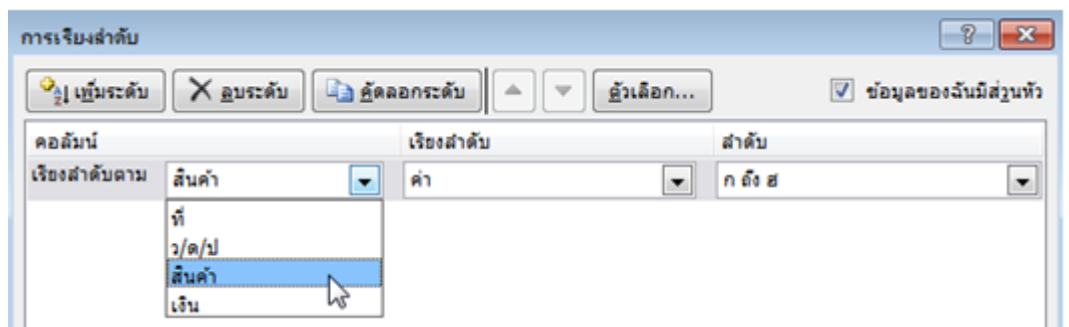 การเรียงลำดับ
เพิ่มระดับ ลบระดับ คัดลอกระดับ ตัวเลือก... ข้อมูลของฉันมีส่วนหัว
คอลัมน์ เรียงลำดับ ลำดับ
เรียงลำดับตาม สินค้า ค่า ก ถึง ฮ
ที่
ว/ด/ป
สินค้า
เงิน